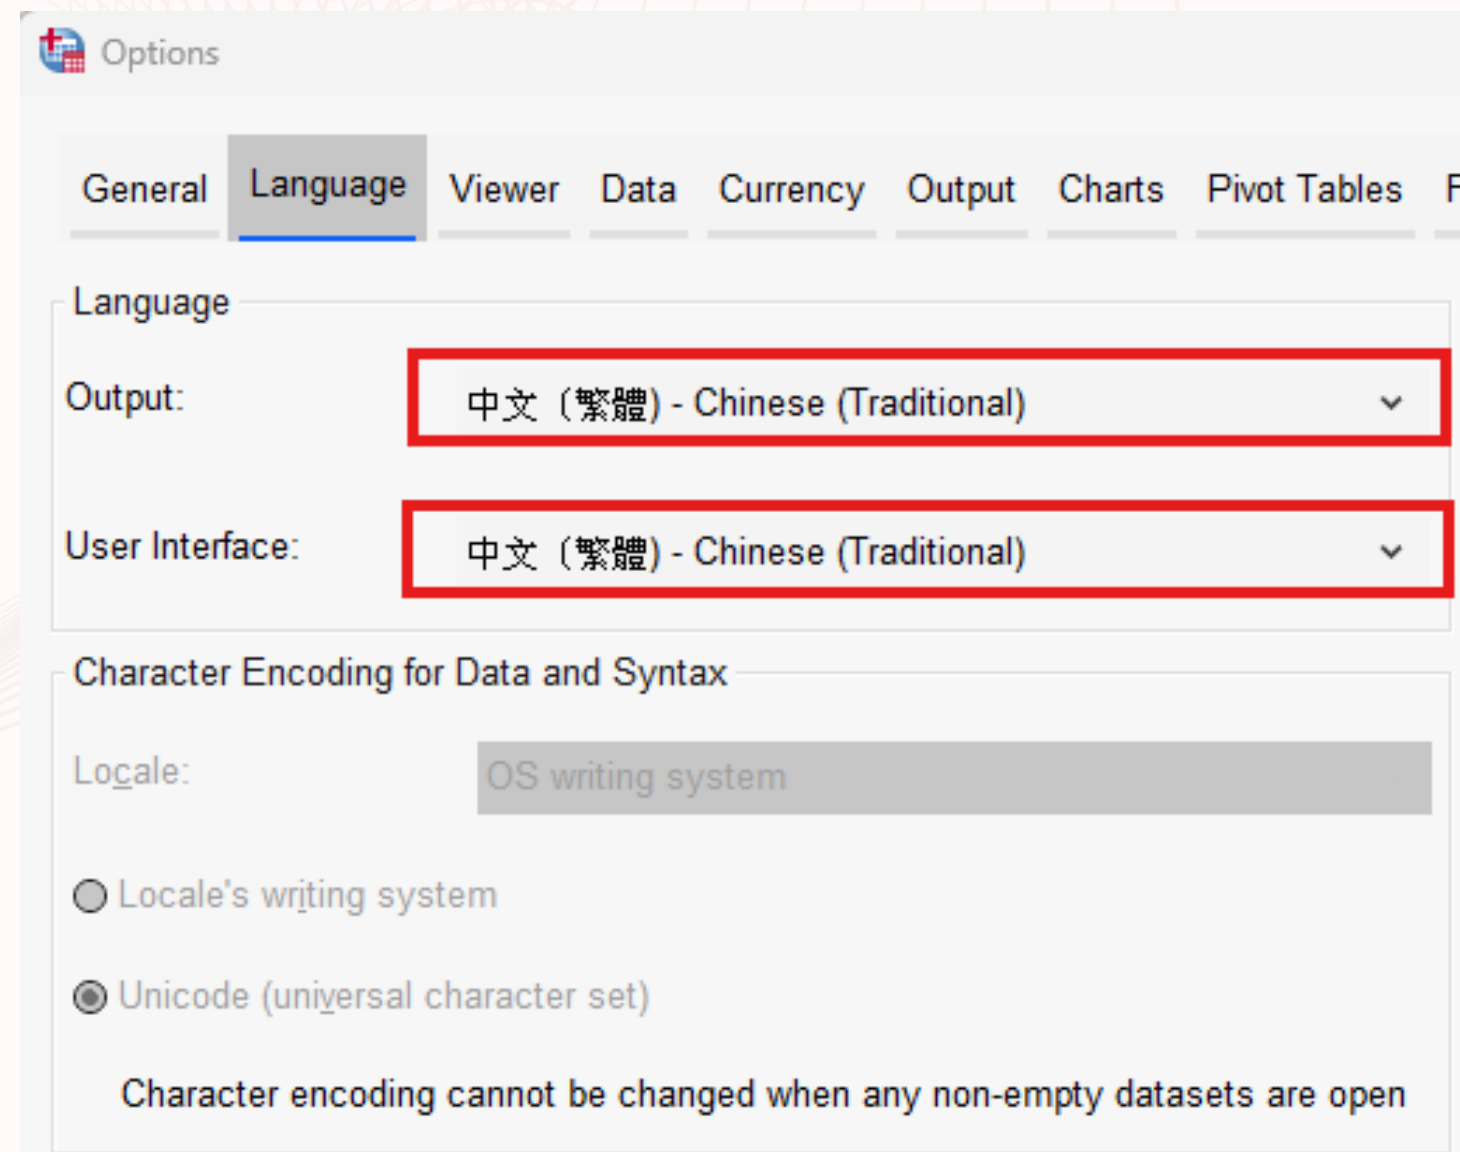 Options
General Language Viewer Data Currency Output Charts Pivot Tables
Language
Output: 中文（繁體) - Chinese (Traditional)
User Interface: 中文（繁體) - Chinese (Traditional)
Character Encoding for Data and Syntax
Locale: OS writing system
Locale's writing system
Unicode (universal character set)
Character encoding cannot be changed when any non-empty datasets are open